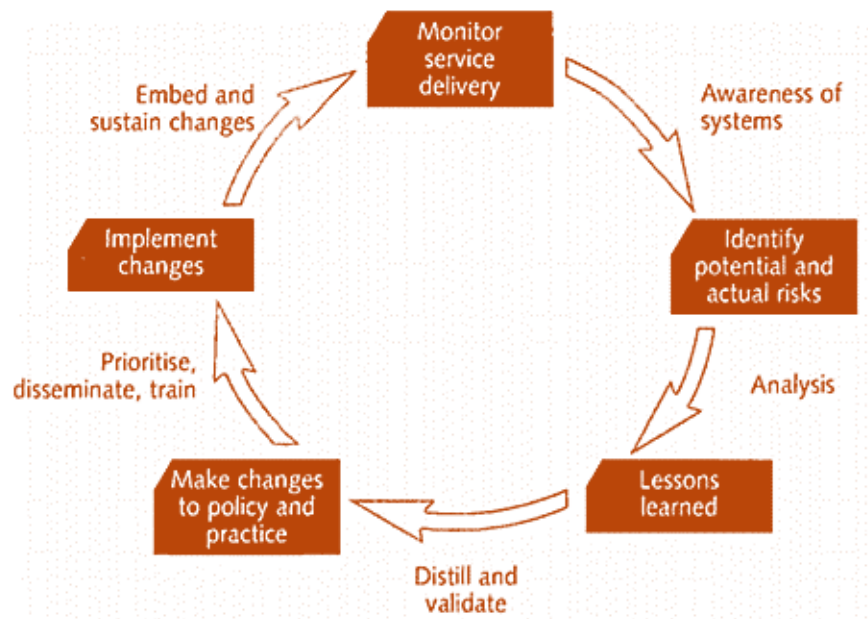 Monitor
service
delivery
Awareness of
systems
Identify
potential and
actual risks
Analysis
Lessons
learned
Distill and
validate
Make changes
to policy and
practice
Prioritise,
disseminate, train
Implement
changes
Embed and
sustain changes